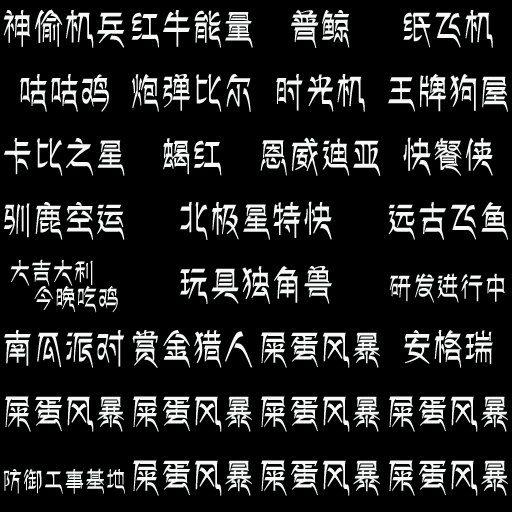 神偷机兵 红牛能量 普鲸 纸飞机
咕咕鸡 炮弹比尔 时光机 王牌狗屋
卡比之星 蝎红 恩威迪亚 快餐侠
驯鹿空运 北极星特快 远古飞鱼
大吉大利
今晚吃鸡 玩具独角兽 研发进行中
南瓜派对 赏金猎人 屎蛋风暴 安格瑞
屎蛋风暴 屎蛋风暴 屎蛋风暴 屎蛋风暴
防御工事基地 屎蛋风暴 屎蛋风暴 屎蛋风暴